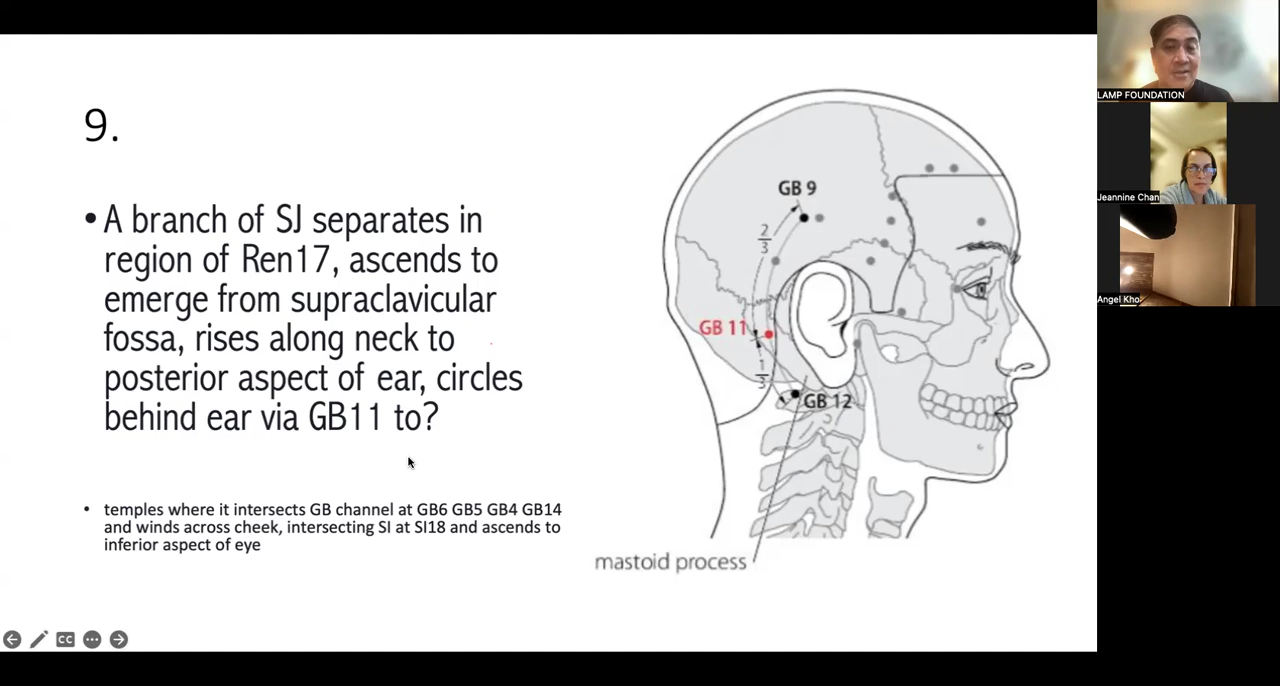 9.
• A branch of SJ separates in
region of Ren17, ascends to
emerge from supraclavicular
fossa, rises along neck to
posterior aspect of ear, circles
behind ear via GB11 to?
• temples where it intersects GB channel at GB6 GB5 GB4 GB14
and winds across cheek, intersecting SI at SI18 and ascends to
inferior aspect of eye
GB 9
2/3
GB 11
1/3
GB 12
mastoid process
CC
LAMP FOUNDATION
Jeannine Chan
Angel Kho